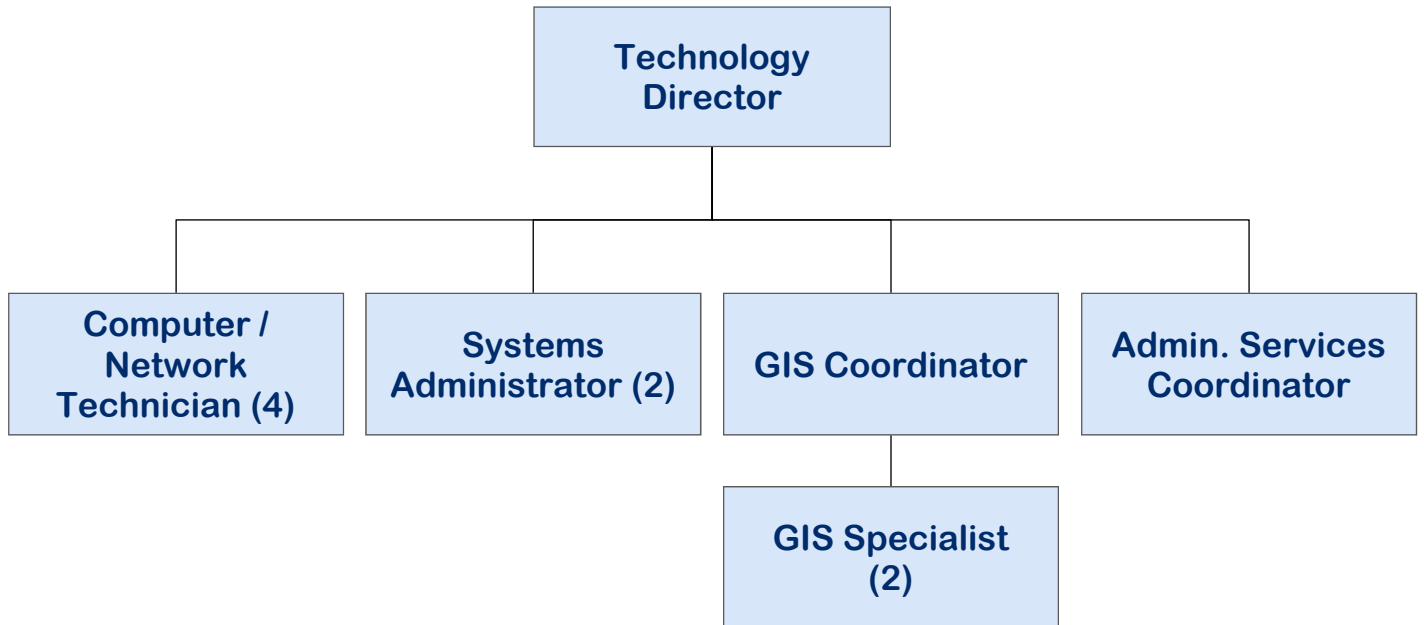 Technology
Director
Computer /
Network
Technician (4)
Systems
Administrator (2)
GIS Coordinator
Admin. Services
Coordinator
GIS Specialist
(2)